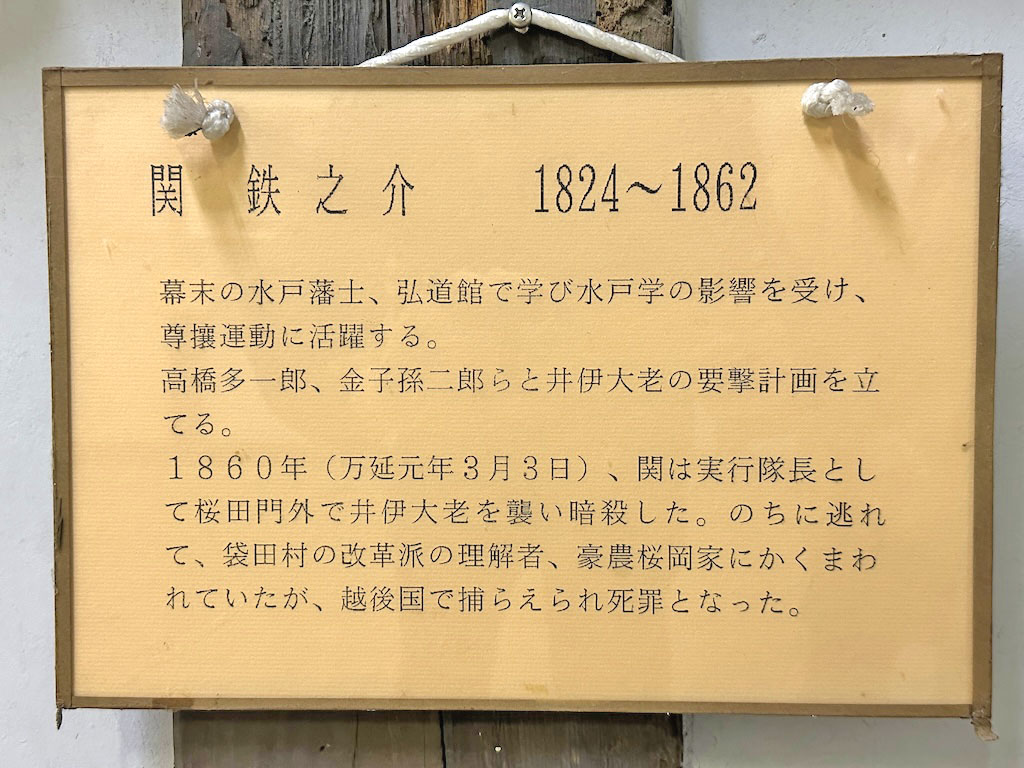 関　鉄之介　　1824～1862
幕末の水戸藩士、弘道館で学び水戸学の影響を受け、
尊攘運動に活躍する。
高橋多一郎、金子孫二郎らと井伊大老の要撃計画を立
てる。
１８６０年（万延元年３月３日）、関は実行隊長とし
て桜田門外で井伊大老を襲い暗殺した。のちに逃れ
て、袋田村の改革派の理解者、豪農桜岡家にかくまわ
れていたが、越後国で捕らえられ死罪となった。